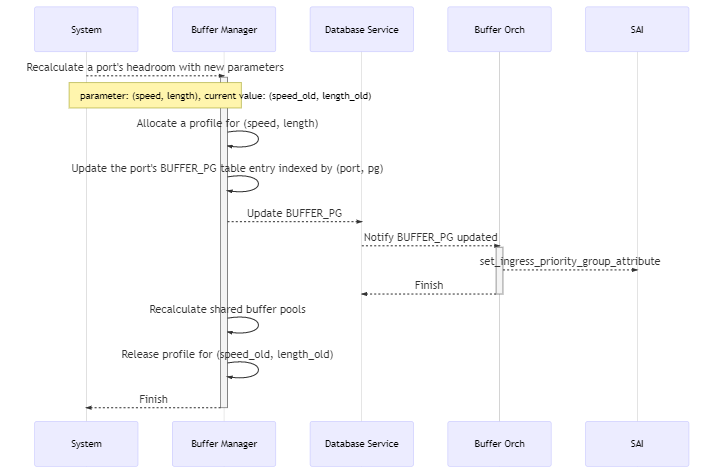 System
Buffer Manager
Database Service
Buffer Orch
SAI
Recalculate a port's headroom with new parameters
parameter: (speed, length), current value: (speed_old, length_old)
Allocate a profile for (speed, length)
Update the port's BUFFER_PG table entry indexed by (port, pg)
Update BUFFER_PG
Notify BUFFER_PG updated
set_ingress_priority_group_attribute
Finish
Recalculate shared buffer pools
Release profile for (speed_old, length_old)
Finish
System
Buffer Manager
Database Service
Buffer Orch
SAI